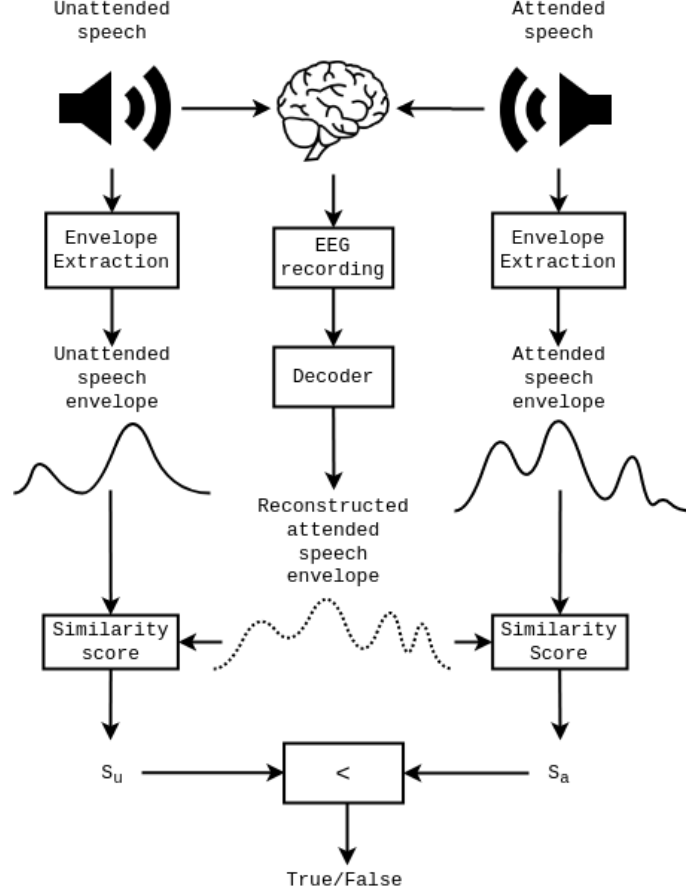 Unattended
speech
Attended
speech
Envelope
Extraction
EEG
recording
Envelope
Extraction
Unattended
speech
envelope
Decoder
Attended
speech
envelope
Reconstructed
attended
speech
envelope
Similarity
score
Similarity
Score
Su
<
Sa
True/False